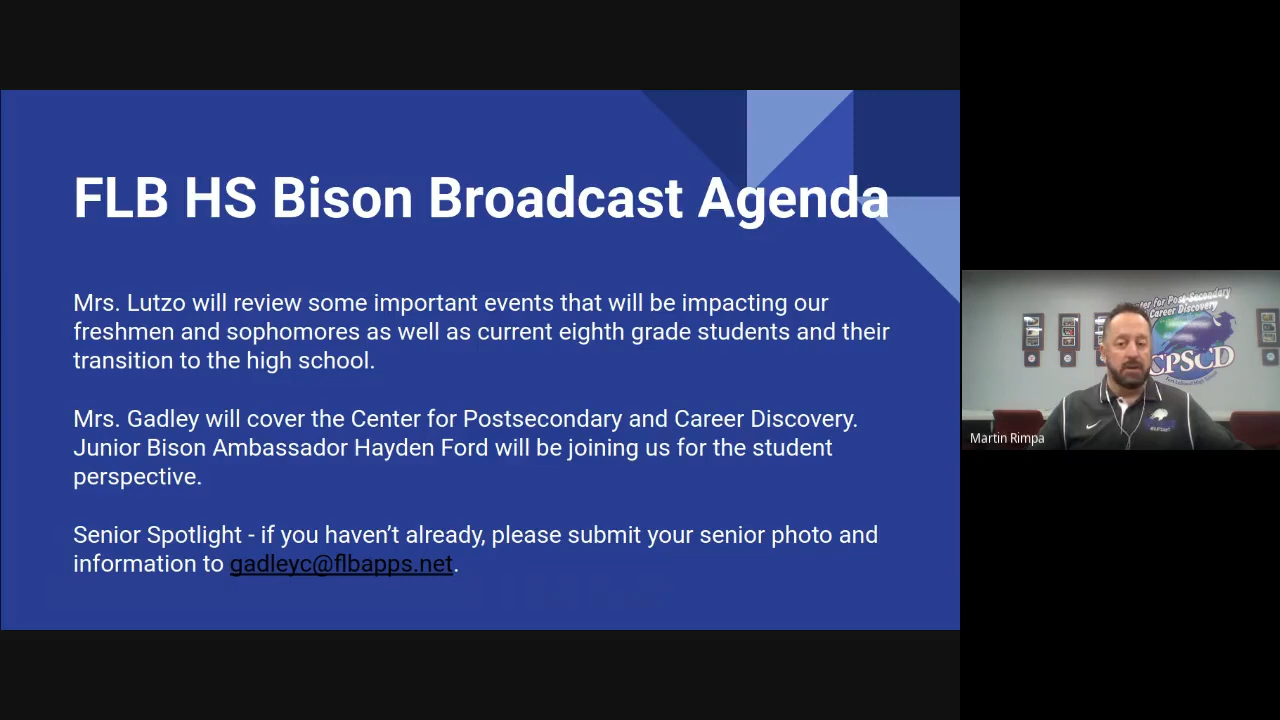 FLB HS Bison Broadcast Agenda
Mrs. Lutzo will review some important events that will be impacting our
freshmen and sophomores as well as current eighth grade students and their
transition to the high school.
Mrs. Gadley will cover the Center for Postsecondary and Career Discovery.
Junior Bison Ambassador Hayden Ford will be joining us for the student
perspective.
Senior Spotlight - if you haven’t already, please submit your senior photo and
information to gadleyc@flbapps.net.
for Post-Secondary
Career Discovery
CPSCD
Martin Rimpa